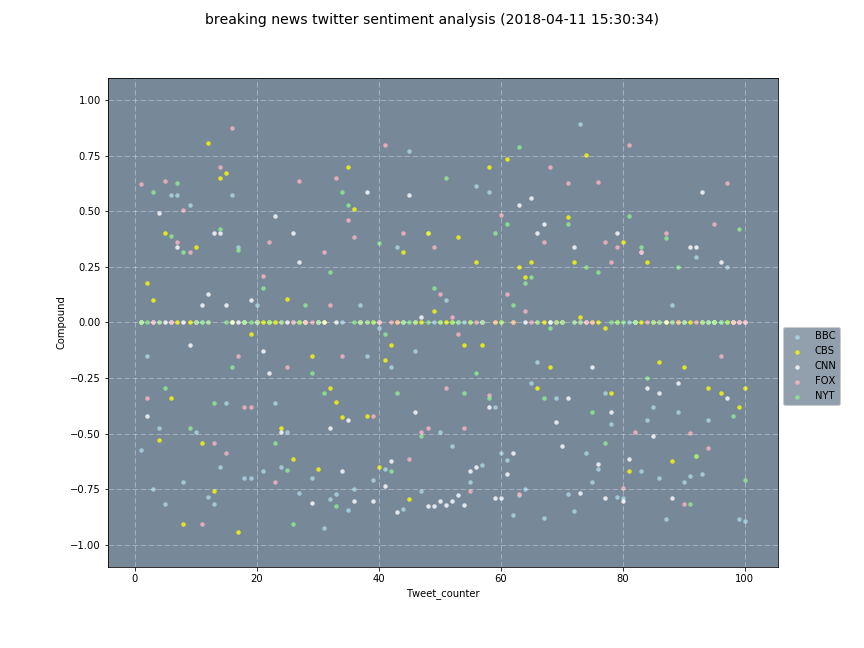 breaking news twitter sentiment analysis (2018-04-11 15:30:34)
1.00
0.75
0.50
0.25
0.00
−0.25
−0.50
−0.75
−1.00
Compound
0 20 40 60 80 100
Tweet_counter
BBC
CBS
CNN
FOX
NYT